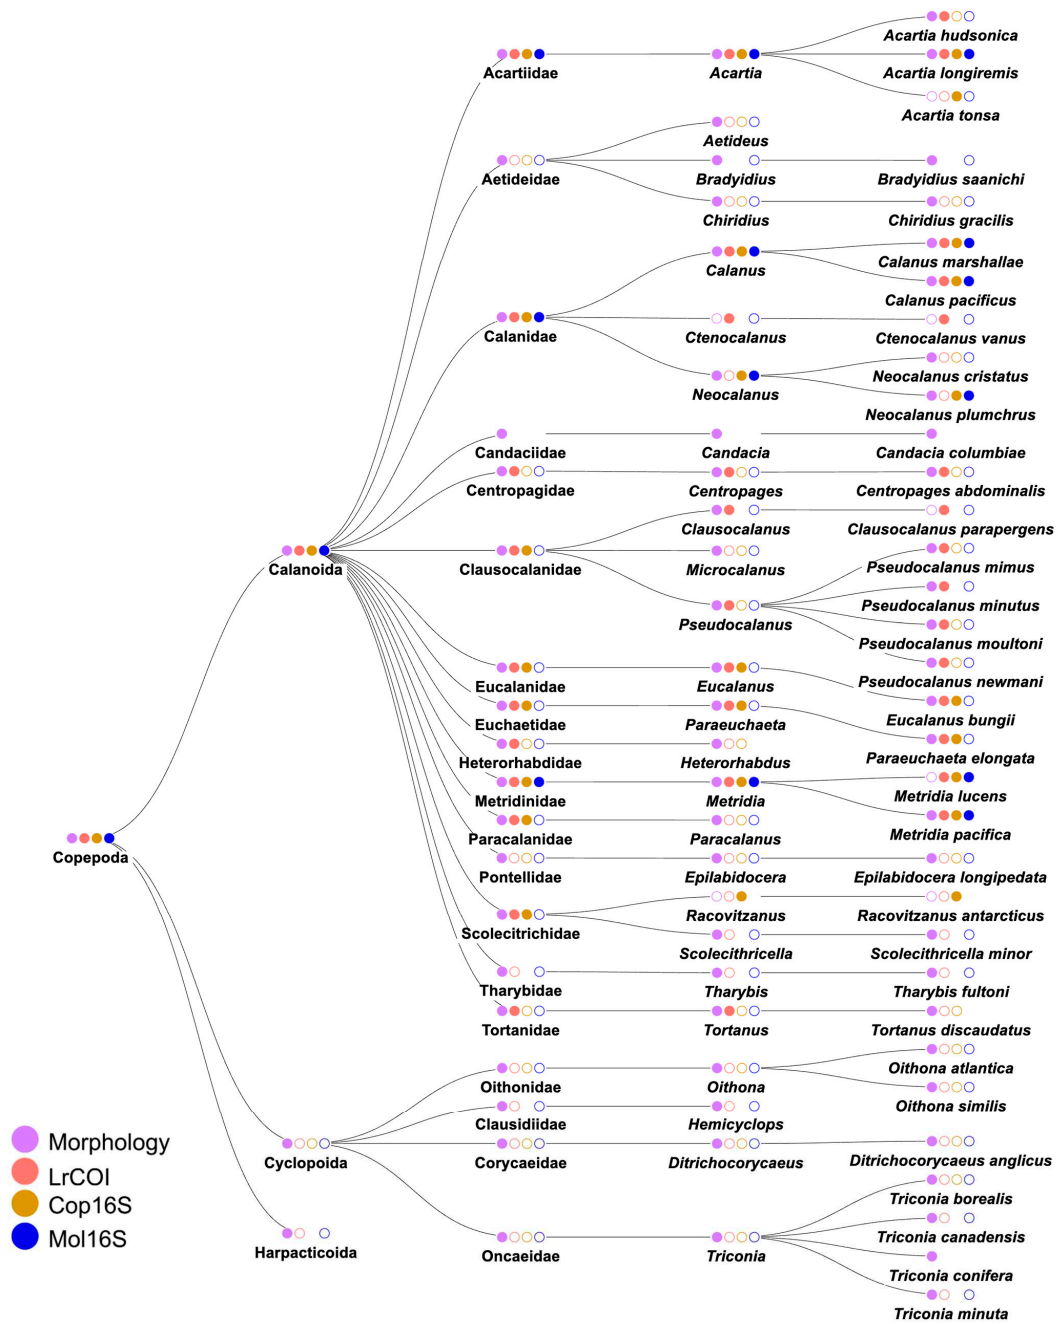 Acartia hudsonica
Acartiidae
Acartia
Acartia longiremis
Acartia tonsa
Aetideus
Aetideidae
Bradyidius
Bradyidius saanichi
Chiridius
Chiridius gracilis
Calanus
Calanus marshallae
Calanus pacificus
Calanidae
Ctenocalanus
Ctenocalanus vanus
Neocalanus cristatus
Neocalanus
Neocalanus plumchrus
Candaciidae
Candacia
Candacia columbiae
Centropagidae
Centropages
Centropages abdominalis
Clausocalanus
Clausocalanus parapergens
Calanoida
Clausocalanidae
Microcalanus
Pseudocalanus mimus
Pseudocalanus minutus
Pseudocalanus
Pseudocalanus moultoni
Pseudocalanus newmani
Eucalanidae
Eucalanus
Eucalanus bungii
Euchaetidae
Paraeuchaeta
Paraeuchaeta elongata
Heterorhabdidae
Heterorhabdus
Metridia lucens
Metridinidae
Metridia
Metridia pacifica
Paracalanidae
Paracalanus
Copepoda
Pontellidae
Epilabidocera
Epilabidocera longipedata
Racovitzanus
Racovitzanus antarcticus
Scolecitrichidae
Scolecithricella
Scolecithricella minor
Tharybidae
Tharybis
Tharybis fultoni
Tortanidae
Tortanus
Tortanus discaudatus
Oithona atlantica
Oithonidae
Oithona
Oithona similis
Clausidiidae
Hemicyclops
Cyclopoida
Corycaeidae
Ditrichocorycaeus
Ditrichocorycaeus anglicus
Triconia borealis
Triconia canadensis
Harpacticoida
Oncaeidae
Triconia
Triconia conifera
Triconia minuta
Morphology
LrCOI
Cop16S
Mol16S